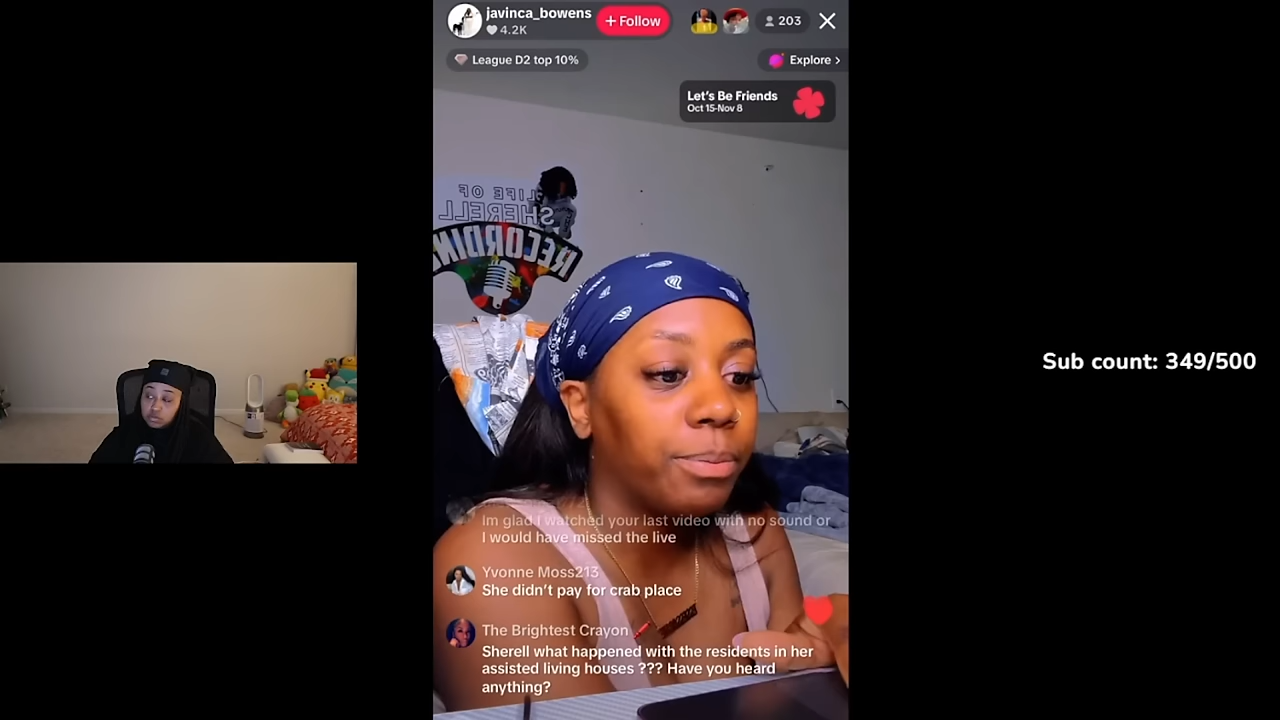 javinca_bowens
4.2K
+ Follow
203
League D2 top 10%
Explore >
Let's Be Friends
Oct 15-Nov 8
LIFE OF
SHERELL
RECORDIN
Im glad I watched your last video with no sound or
I would have missed the live
Yvonne Moss213
She didn't pay for crab place
The Brightest Crayon
Sherell what happened with the residents in her
assisted living houses ??? Have you heard
anything?
Sub count: 349/500